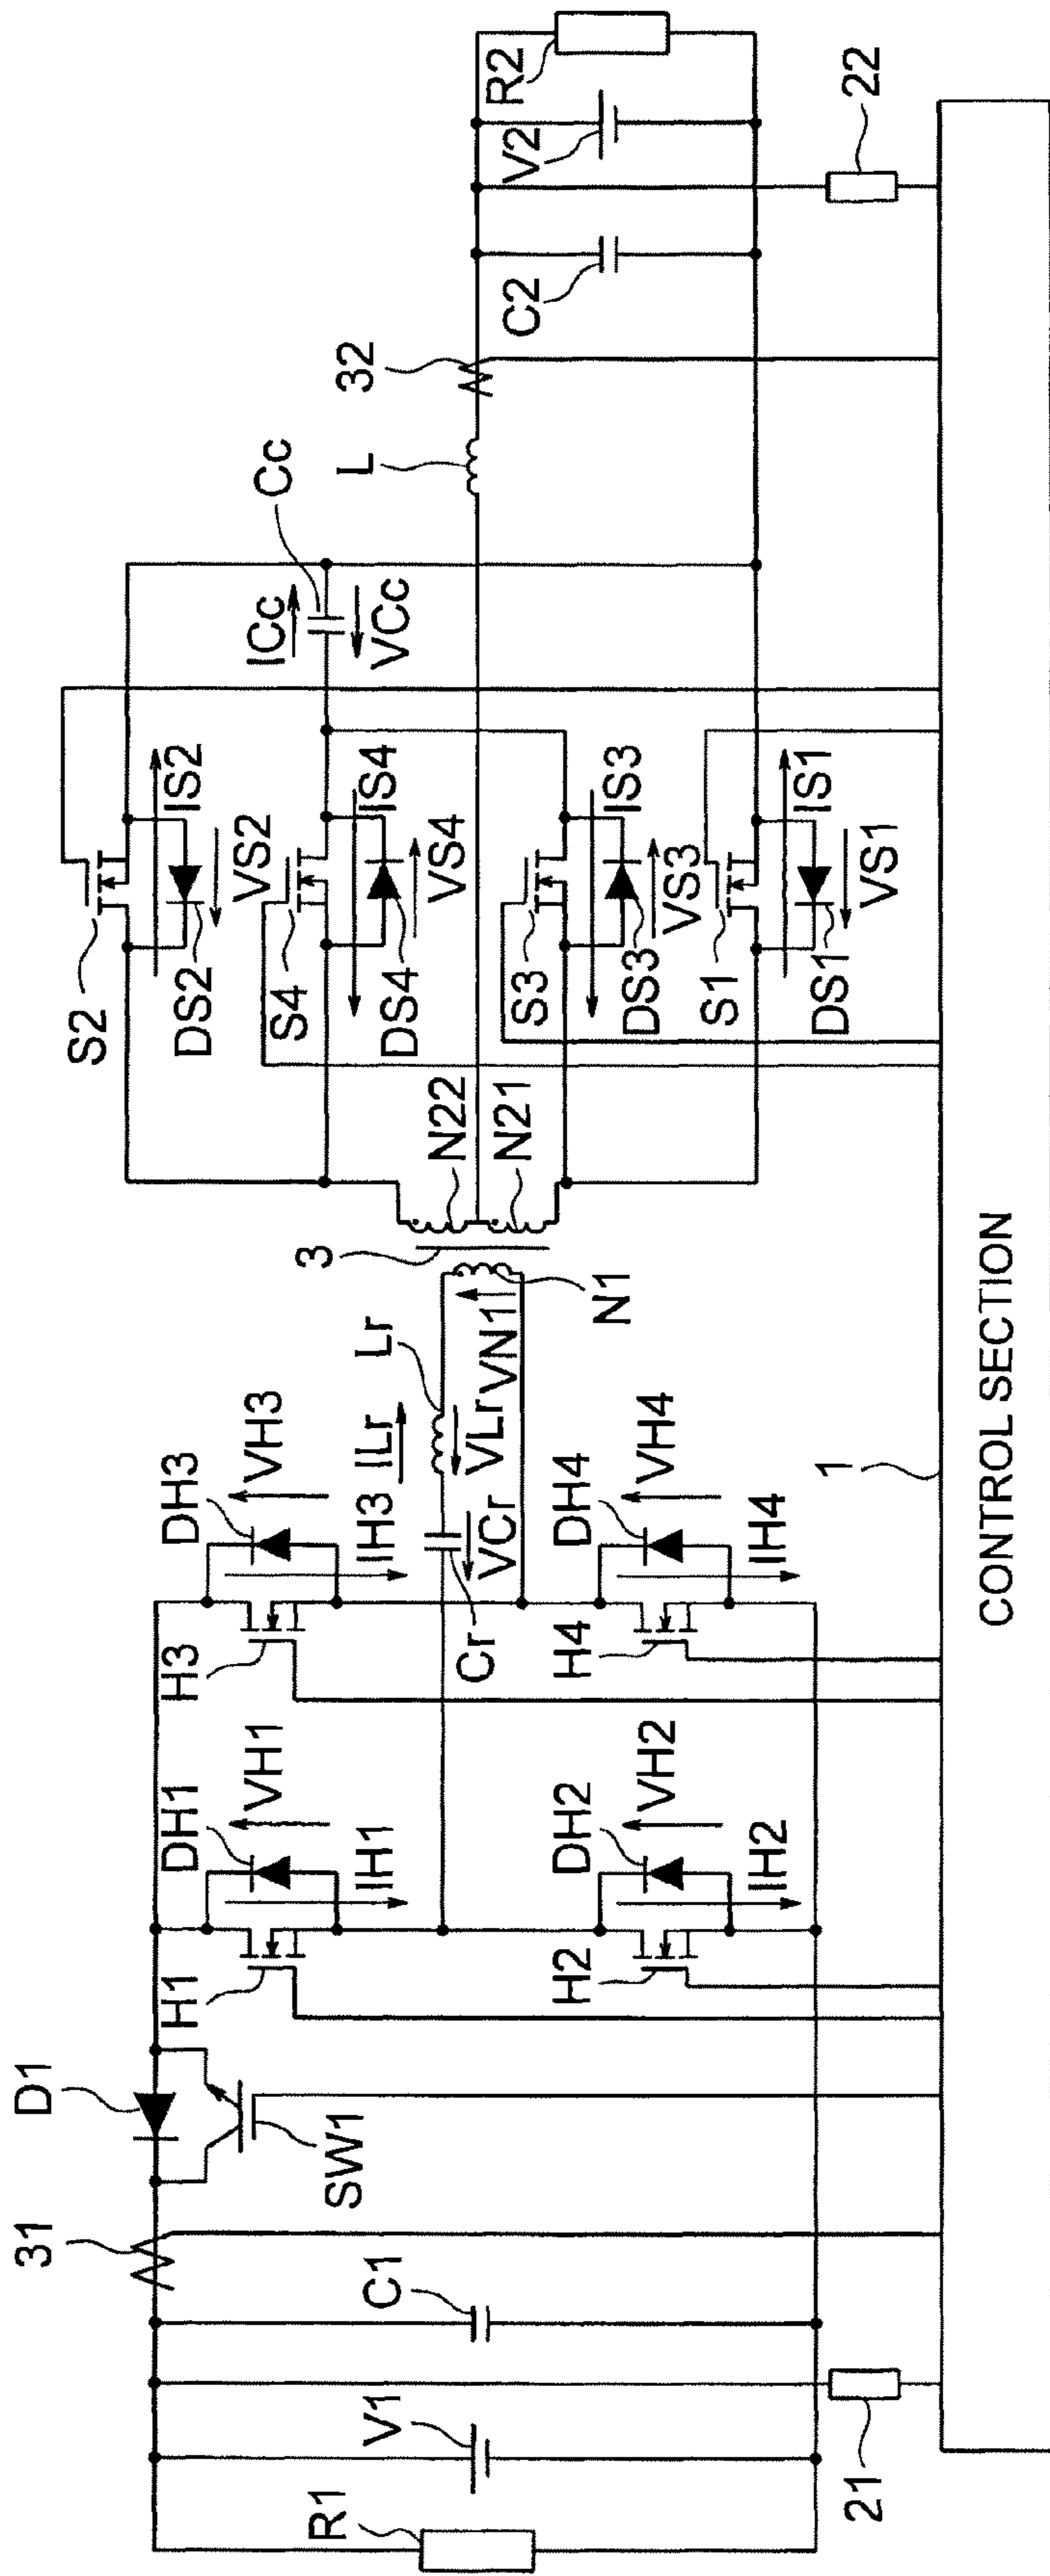 R1
V1
21
C1
31
D1
SW1
H1
DH1
VH1
IH1
H2
DH2
VH2
IH2
H3
DH3
VH3
IH3
H4
DH4
VH4
IH4
Cr
VCr
ILr
Lr
VLr
VN1
N1
3
N22
N21
S2
DS2
IS2
VS2
S4
DS4
IS4
VS4
S3
DS3
IS3
VS3
S1
DS1
IS1
VS1
ICc
Cc
VCc
L
32
C2
V2
R2
22
1
CONTROL SECTION